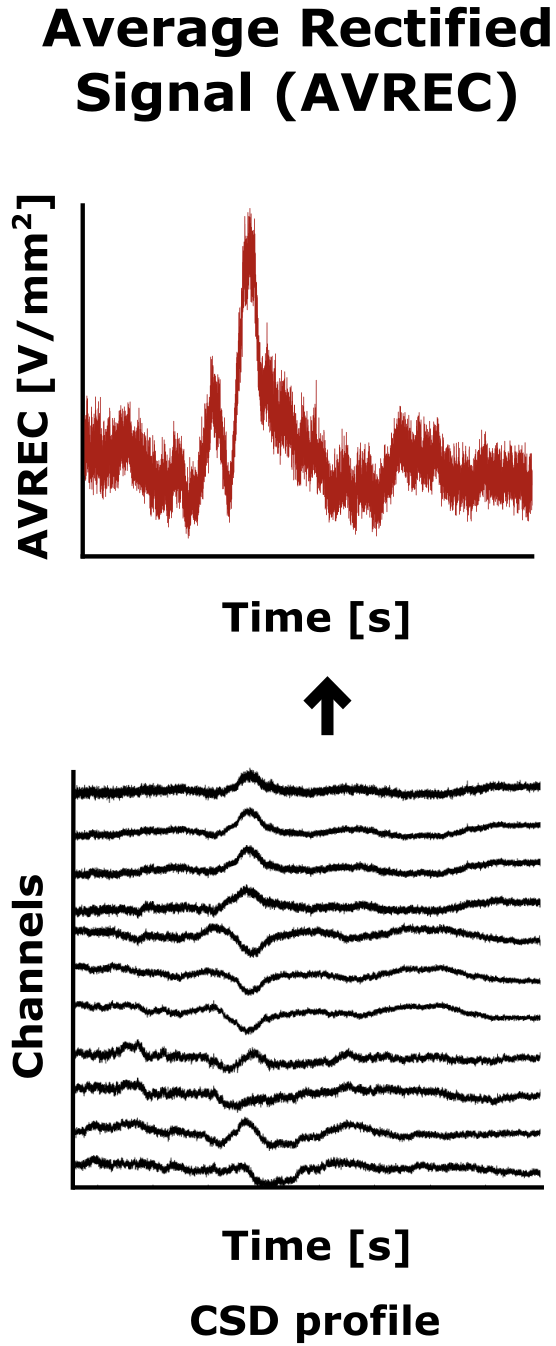 Average Rectified
Signal (AVREC)
AVREC [V/mm²]
Time [s]
Channels
Time [s]
CSD profile